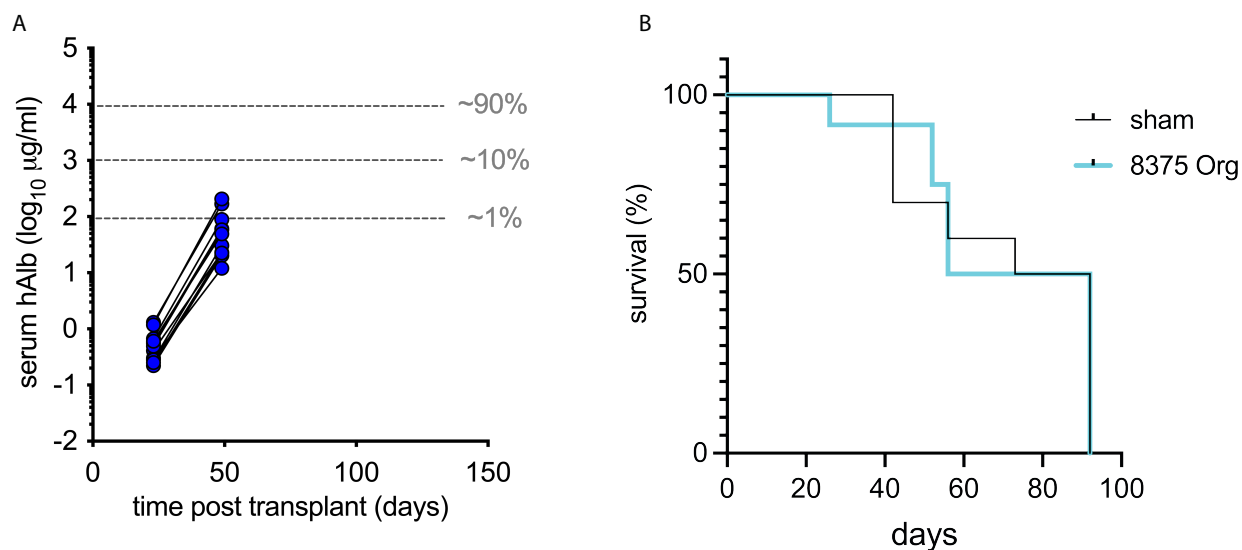 A
5
4
3
2
1
0
-1
-2
serum hAlb (log10 µg/ml)
~90%
~10%
~1%
0 50 100 150
time post transplant (days)
B
100
50
0
survival (%)
sham
8375 Org
0 20 40 60 80 100
days